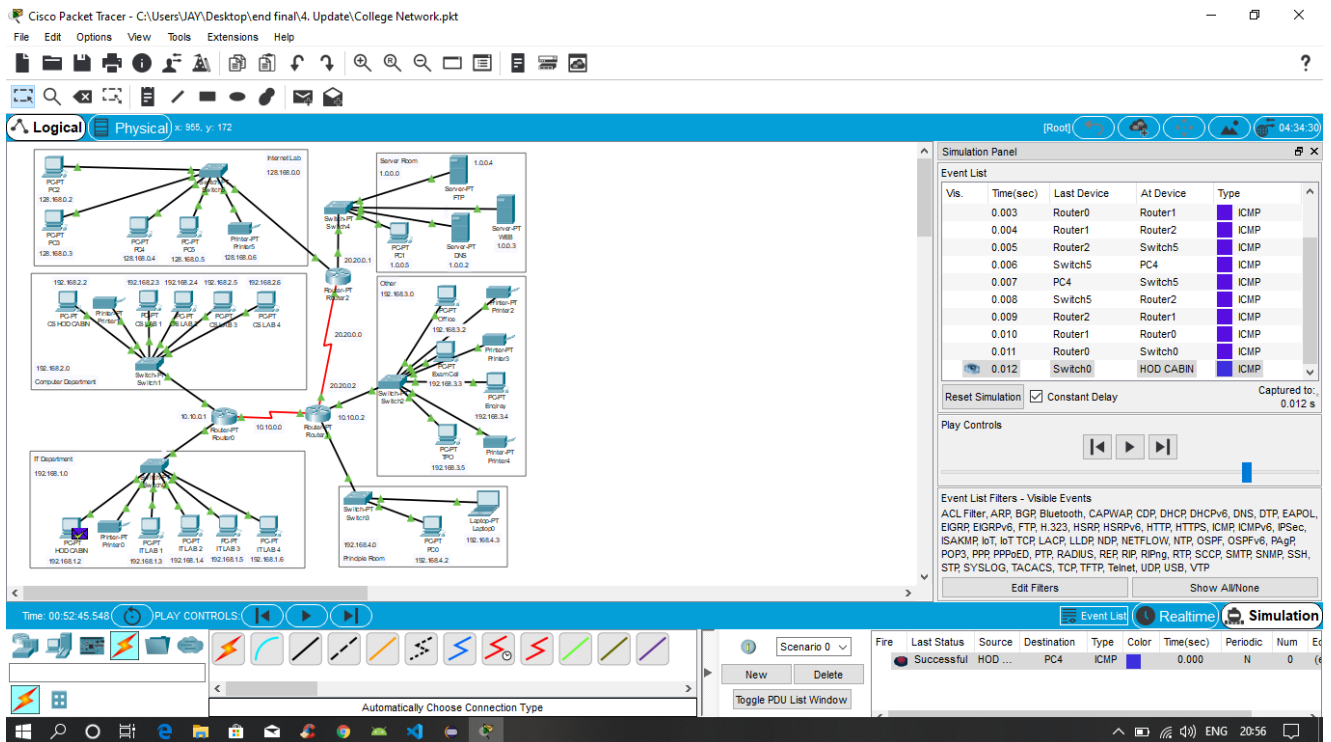 Cisco Packet Tracer - C:\Users\JAY\Desktop\end final\4. Update\College Network.pkt
File Edit Options View Tools Extensions Help
?
Logical Physical x: 955, y: 172 [Root] 04:34:30
Internet Lab
128.168.0.0
PC-PT
PC2
128.168.0.2
PC-PT
PC3
128.168.0.3
PC-PT
PC4
128.168.0.4
PC-PT
PC5
128.168.0.5
Printer-PT
Printer5
128.168.0.6
Server Room
1.0.0.0
1.0.0.4
Server-PT
FTP
Switch-PT
Switch4
Server-PT
WEB
1.0.0.3
PC-PT
PC1
1.0.0.5
Server-PT
DNS
1.0.0.2
20.20.0.1
Router-PT
Router2
192.168.2.2 192.168.2.3 192.168.2.4 192.168.2.5 192.168.2.6
PC-PT
CS HOD CABIN
PC-PT
CS LAB 1
PC-PT
CS LAB 3
PC-PT
CS LAB 4
192.168.2.0
Computer Department
Switch-PT
Switch1
20.20.0.0
Other
192.168.3.0
PC-PT
Office
192.168.3.2
Printer-PT
Printer2
Printer-PT
Printer3
PC-PT
ExamCell
192.168.3.3
Switch-PT
Switch2
PC-PT
Enqiray
192.168.3.4
PC-PT
TPO
192.168.3.5
Printer-PT
Printer4
20.20.0.2
10.10.0.1
Router-PT
Router0
10.10.0.0
Router-PT
10.10.0.2
IT Department
192.168.1.0
PC-PT
HOD CABIN
192.168.1.2
Printer-PT
Printer0
PC-PT
IT LAB 1
192.168.1.3
PC-PT
IT LAB 2
192.168.1.4
PC-PT
IT LAB 3
192.168.1.5
PC-PT
IT LAB 4
192.168.1.6
Switch-PT
Switch3
192.168.4.0
Principle Room
PC-PT
PC0
192.168.4.2
Laptop-PT
Laptop0
192.168.4.3
Simulation Panel
Event List
Vis. Time(sec) Last Device At Device Type
0.003 Router0 Router1 ICMP
0.004 Router1 Router2 ICMP
0.005 Router2 Switch5 ICMP
0.006 Switch5 PC4 ICMP
0.007 PC4 Switch5 ICMP
0.008 Switch5 Router2 ICMP
0.009 Router2 Router1 ICMP
0.010 Router1 Router0 ICMP
0.011 Router0 Switch0 ICMP
0.012 Switch0 HOD CABIN ICMP
Reset Simulation Constant Delay
Captured to:
0.012 s
Play Controls
Event List Filters - Visible Events
ACL Filter, ARP, BGP, Bluetooth, CAPWAP, CDP, DHCP, DHCPv6, DNS, DTP, EAPOL,
EIGRP, EIGRPv6, FTP, H.323, HSRP, HSRPv6, HTTP, HTTPS, ICMP, ICMPv6, IPSec,
ISAKMP, IoT, IoT TCP, LACP, LLDP, NDP, NETFLOW, NTP, OSPF, OSPFv6, PAgP,
POP3, PPP, PPPoED, PTP, RADIUS, REP, RIP, RIPng, RTP, SCCP, SMTP, SNMP, SSH,
STP, SYSLOG, TACACS, TCP, TFTP, Telnet, UDP, USB, VTP
Edit Filters Show All/None
Time: 00:52:45.548 PLAY CONTROLS: Event List Realtime Simulation
Automatically Choose Connection Type
Scenario 0
New Delete
Toggle PDU List Window
Fire Last Status Source Destination Type Color Time(sec) Periodic Num Ed
Successful HOD ... PC4 ICMP 0.000 N 0 (e
ENG 20:56